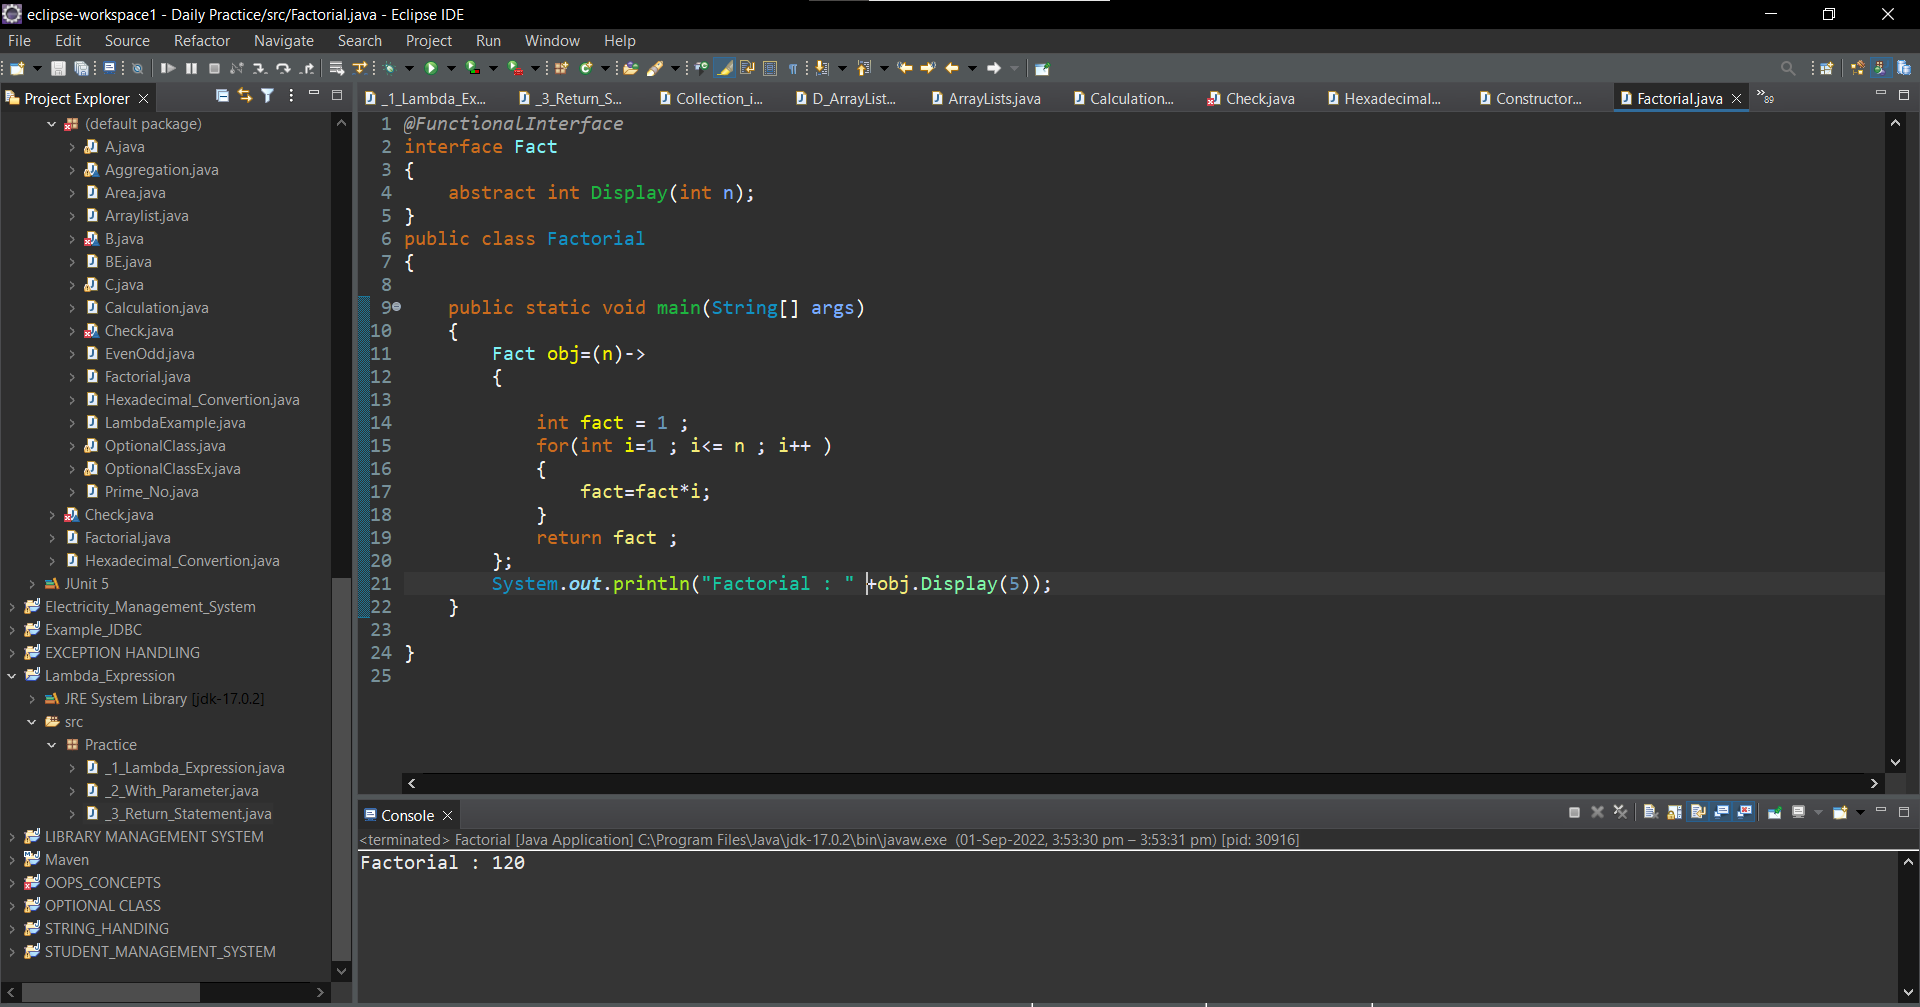 eclipse-workspace1 - Daily Practice/src/Factorial.java - Eclipse IDE
File Edit Source Refactor Navigate Search Project Run Window Help
Project Explorer
(default package)
A.java
Aggregation.java
Area.java
Arraylist.java
B.java
BE.java
C.java
Calculation.java
Check.java
EvenOdd.java
Factorial.java
Hexadecimal_Convertion.java
LambdaExample.java
OptionalClass.java
OptionalClassEx.java
Prime_No.java
Check.java
Factorial.java
Hexadecimal_Convertion.java
JUnit 5
Electricity_Management_System
Example_JDBC
EXCEPTION HANDLING
Lambda_Expression
JRE System Library [jdk-17.0.2]
src
Practice
_1_Lambda_Expression.java
_2_With_Parameter.java
_3_Return_Statement.java
LIBRARY MANAGEMENT SYSTEM
Maven
OOPS_CONCEPTS
OPTIONAL CLASS
STRING_HANDING
STUDENT_MANAGEMENT_SYSTEM
_1_Lambda_Ex... _3_Return_S... Collection_i... D_ArrayList... ArrayLists.java Calculation... Check.java Hexadecimal... Constructor... Factorial.java 89
1 @FunctionalInterface
2 interface Fact
3 {
4     abstract int Display(int n);
5 }
6 public class Factorial
7 {
8
9     public static void main(String[] args)
10     {
11         Fact obj=(n)->
12         {
13
14             int fact = 1 ;
15             for(int i=1 ; i<= n ; i++ )
16             {
17                 fact=fact*i;
18             }
19             return fact ;
20         };
21         System.out.println("Factorial : " +obj.Display(5));
22     }
23
24 }
25
Console
<terminated> Factorial [Java Application] C:\Program Files\Java\jdk-17.0.2\bin\javaw.exe (01-Sep-2022, 3:53:30 pm – 3:53:31 pm) [pid: 30916]
Factorial : 120